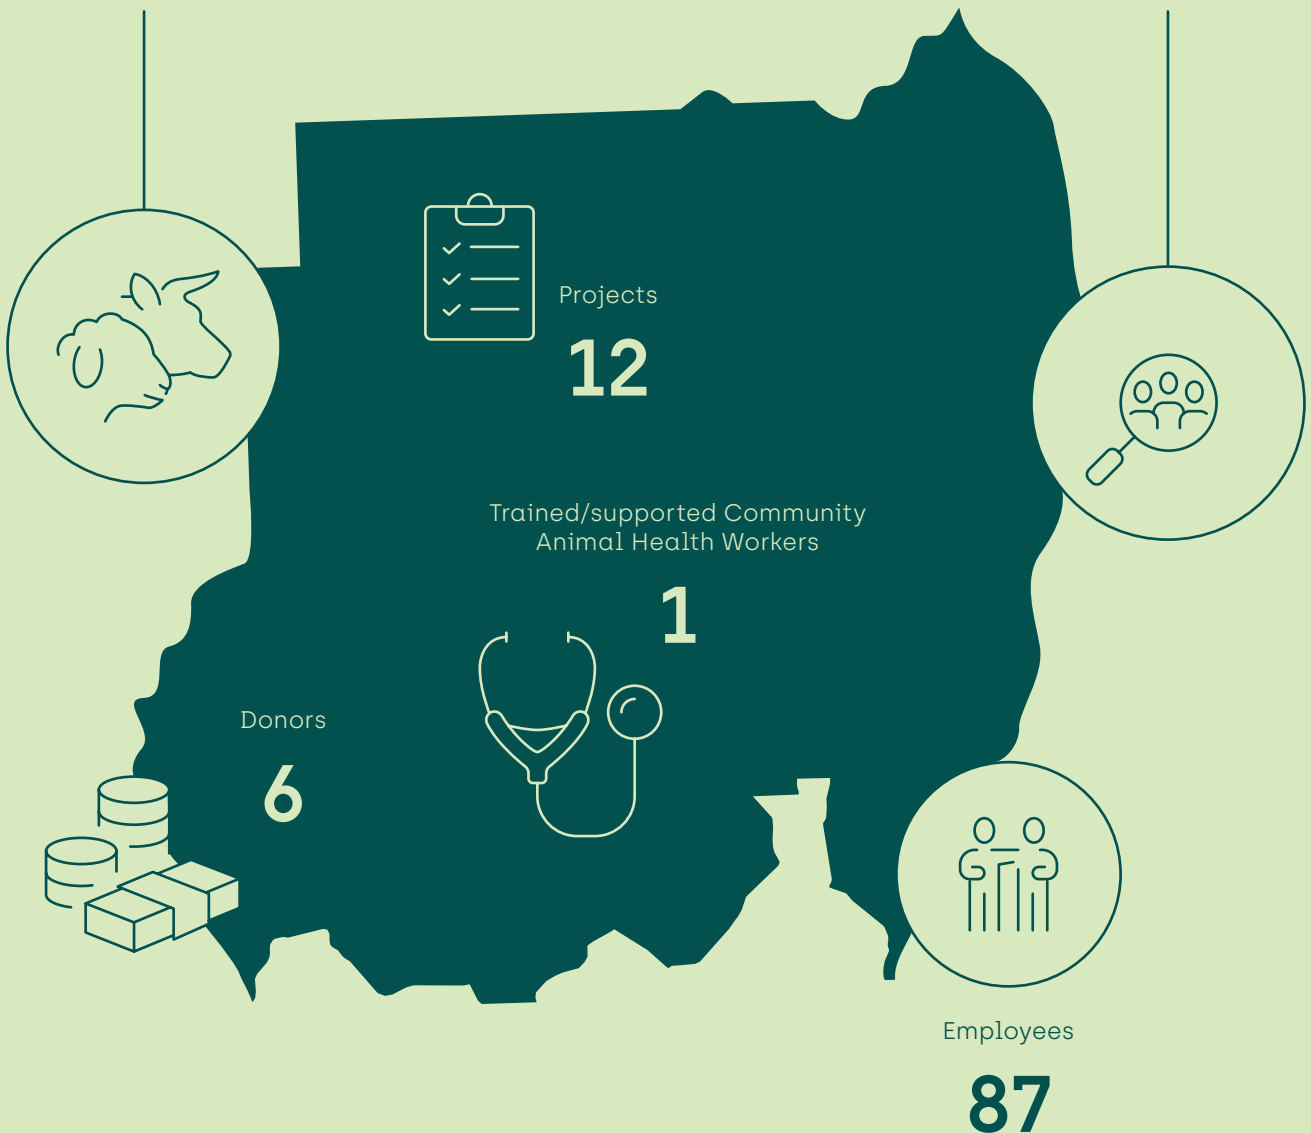 Projects
12
Trained/supported Community
Animal Health Workers
1
Donors
6
Employees
87